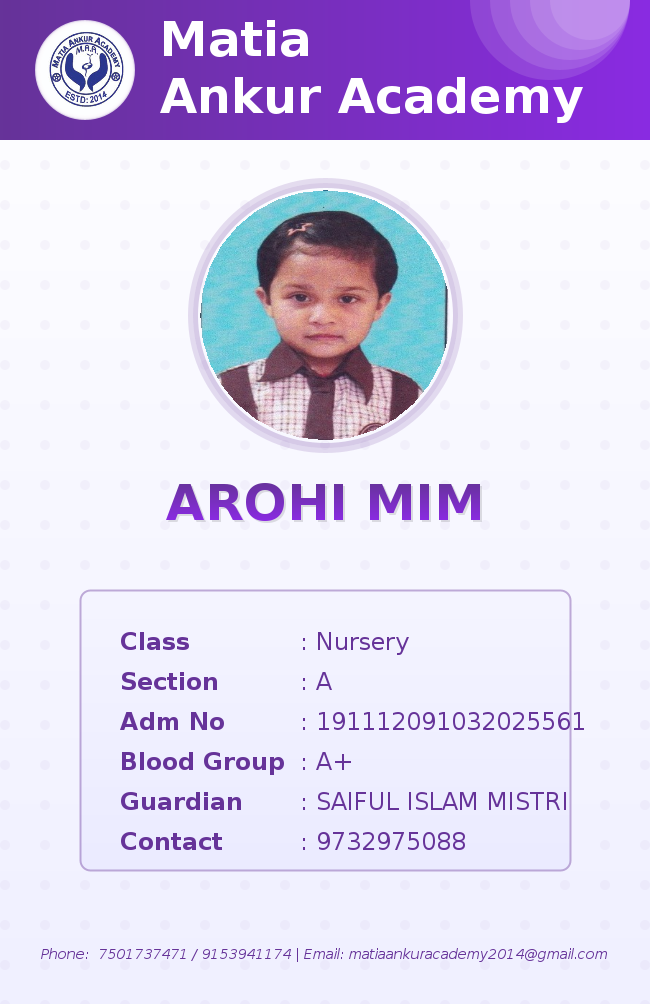 Matia
Ankur Academy
MATIA ANKUR ACADEMY
M.A.A
ESTD: 2014
AROHI MIM
Class : Nursery
Section : A
Adm No : 191112091032025561
Blood Group : A+
Guardian : SAIFUL ISLAM MISTRI
Contact : 9732975088
Phone: 7501737471 / 9153941174 | Email: matiaankuracademy2014@gmail.com